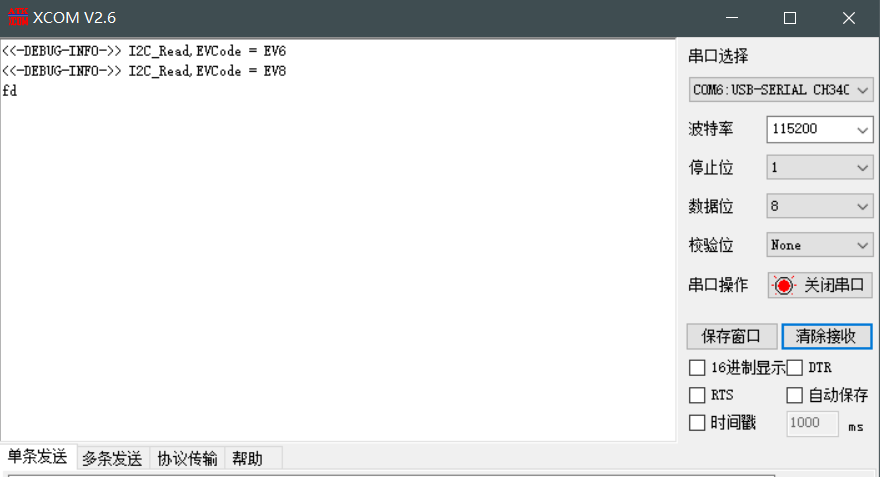 XCOM V2.6
<<-DEBUG-INFO->> I2C_Read,EVCode = EV6
<<-DEBUG-INFO->> I2C_Read,EVCode = EV8
fd
串口选择
COM6:USB-SERIAL CH340
波特率 115200
停止位 1
数据位 8
校验位 None
串口操作 关闭串口
保存窗口 清除接收
16进制显示 DTR
RTS 自动保存
时间戳 1000 ms
单条发送 多条发送 协议传输 帮助